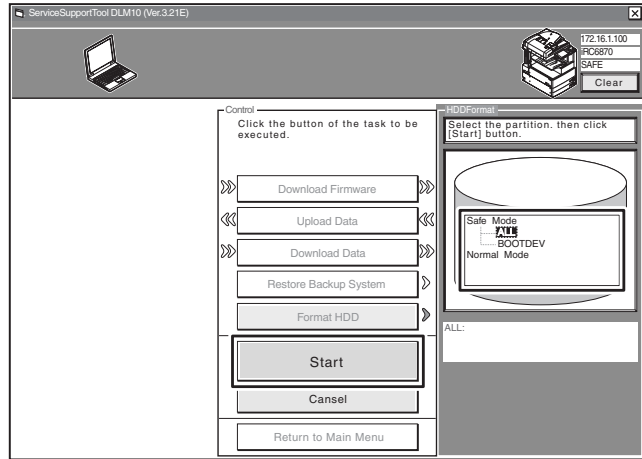 ServiceSupportTool DLM10 (Ver.3.21E)
172.16.1.100
iRC6870
SAFE
Clear
Control
Click the button of the task to be
executed.
Download Firmware
Upload Data
Download Data
Restore Backup System
Format HDD
Start
Cansel
Return to Main Menu
HDDFormat
Select the partition. then click
[Start] button.
Safe Mode
ALL
BOOTDEV
Normal Mode
ALL: